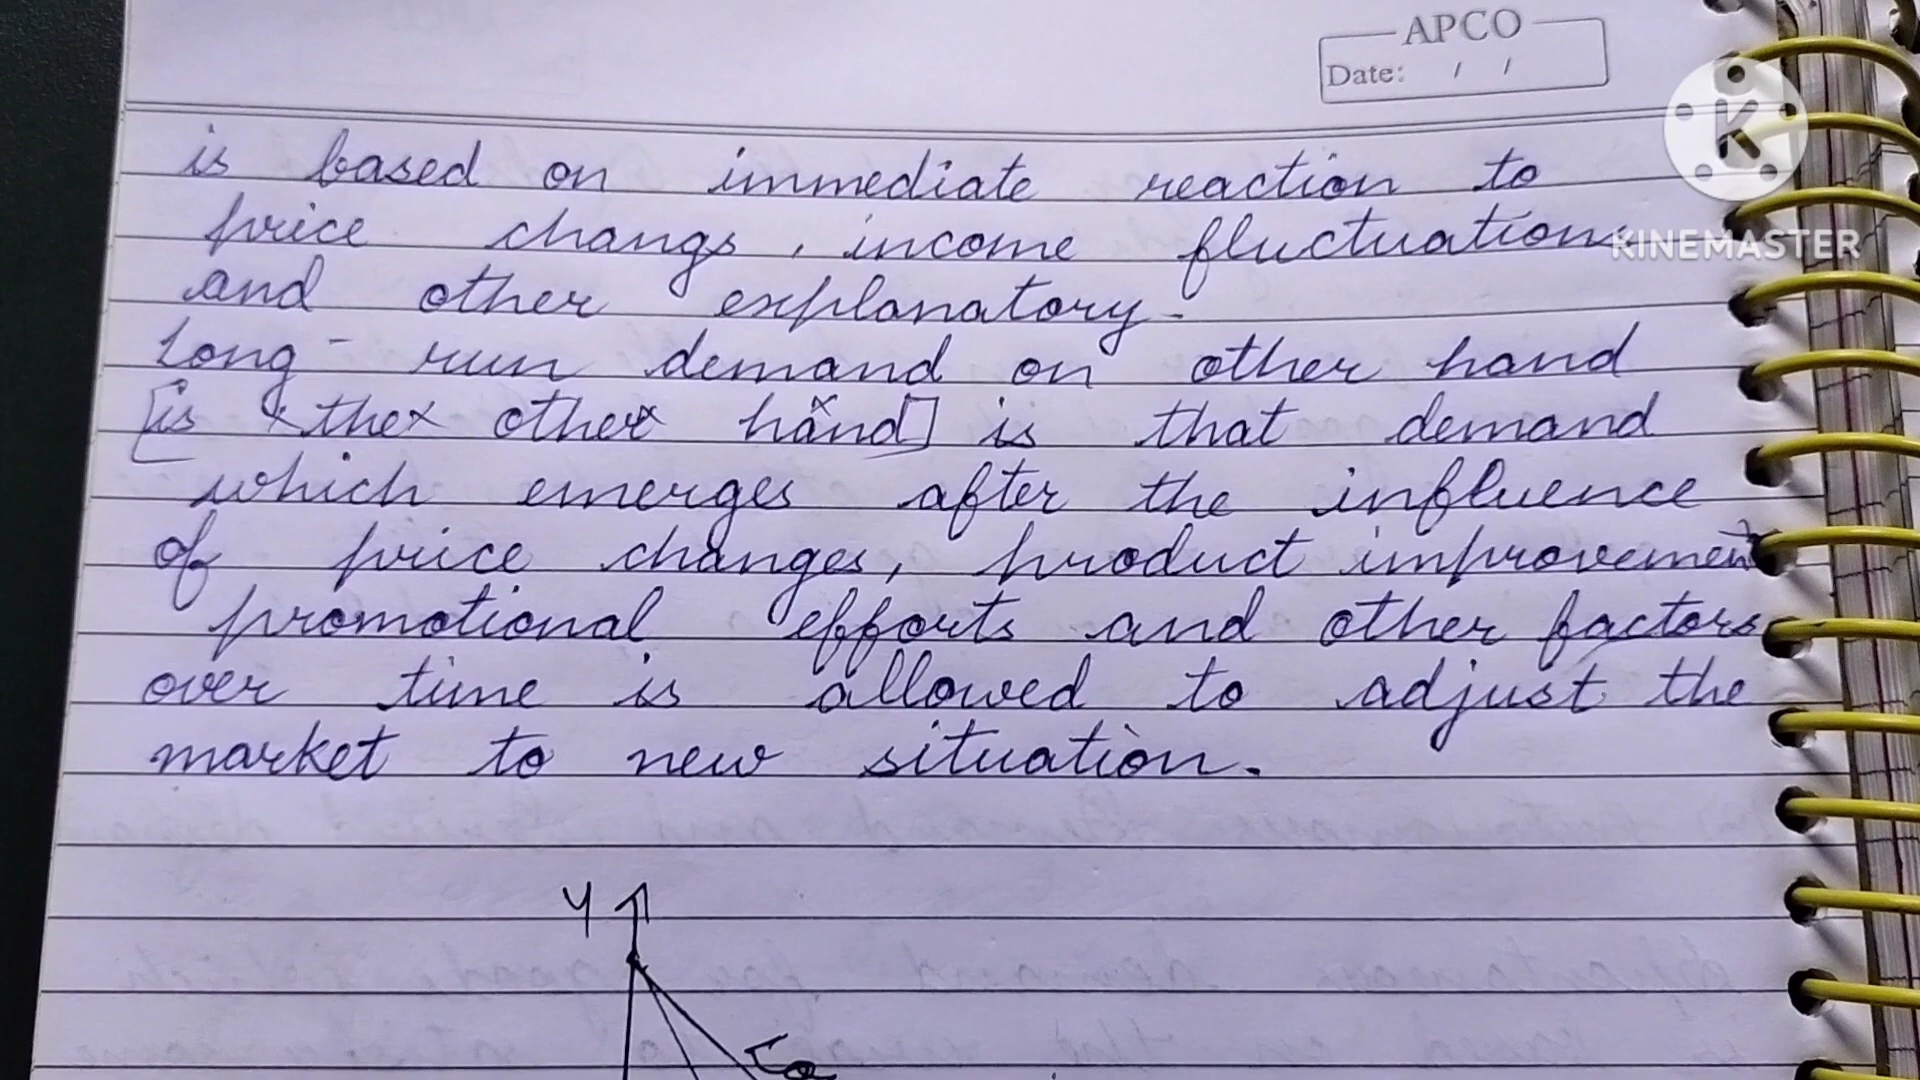 APCO
Date: / /
K
KINEMASTER
is based on immediate reaction to
price changs, income fluctuations
and other explanatory.
Long-run demand on other hand
[is the other hand] is that demand
which emerges after the influence
of price changes, product improvement
promotional efforts and other factors
over time is allowed to adjust the
market to new situation.
Y